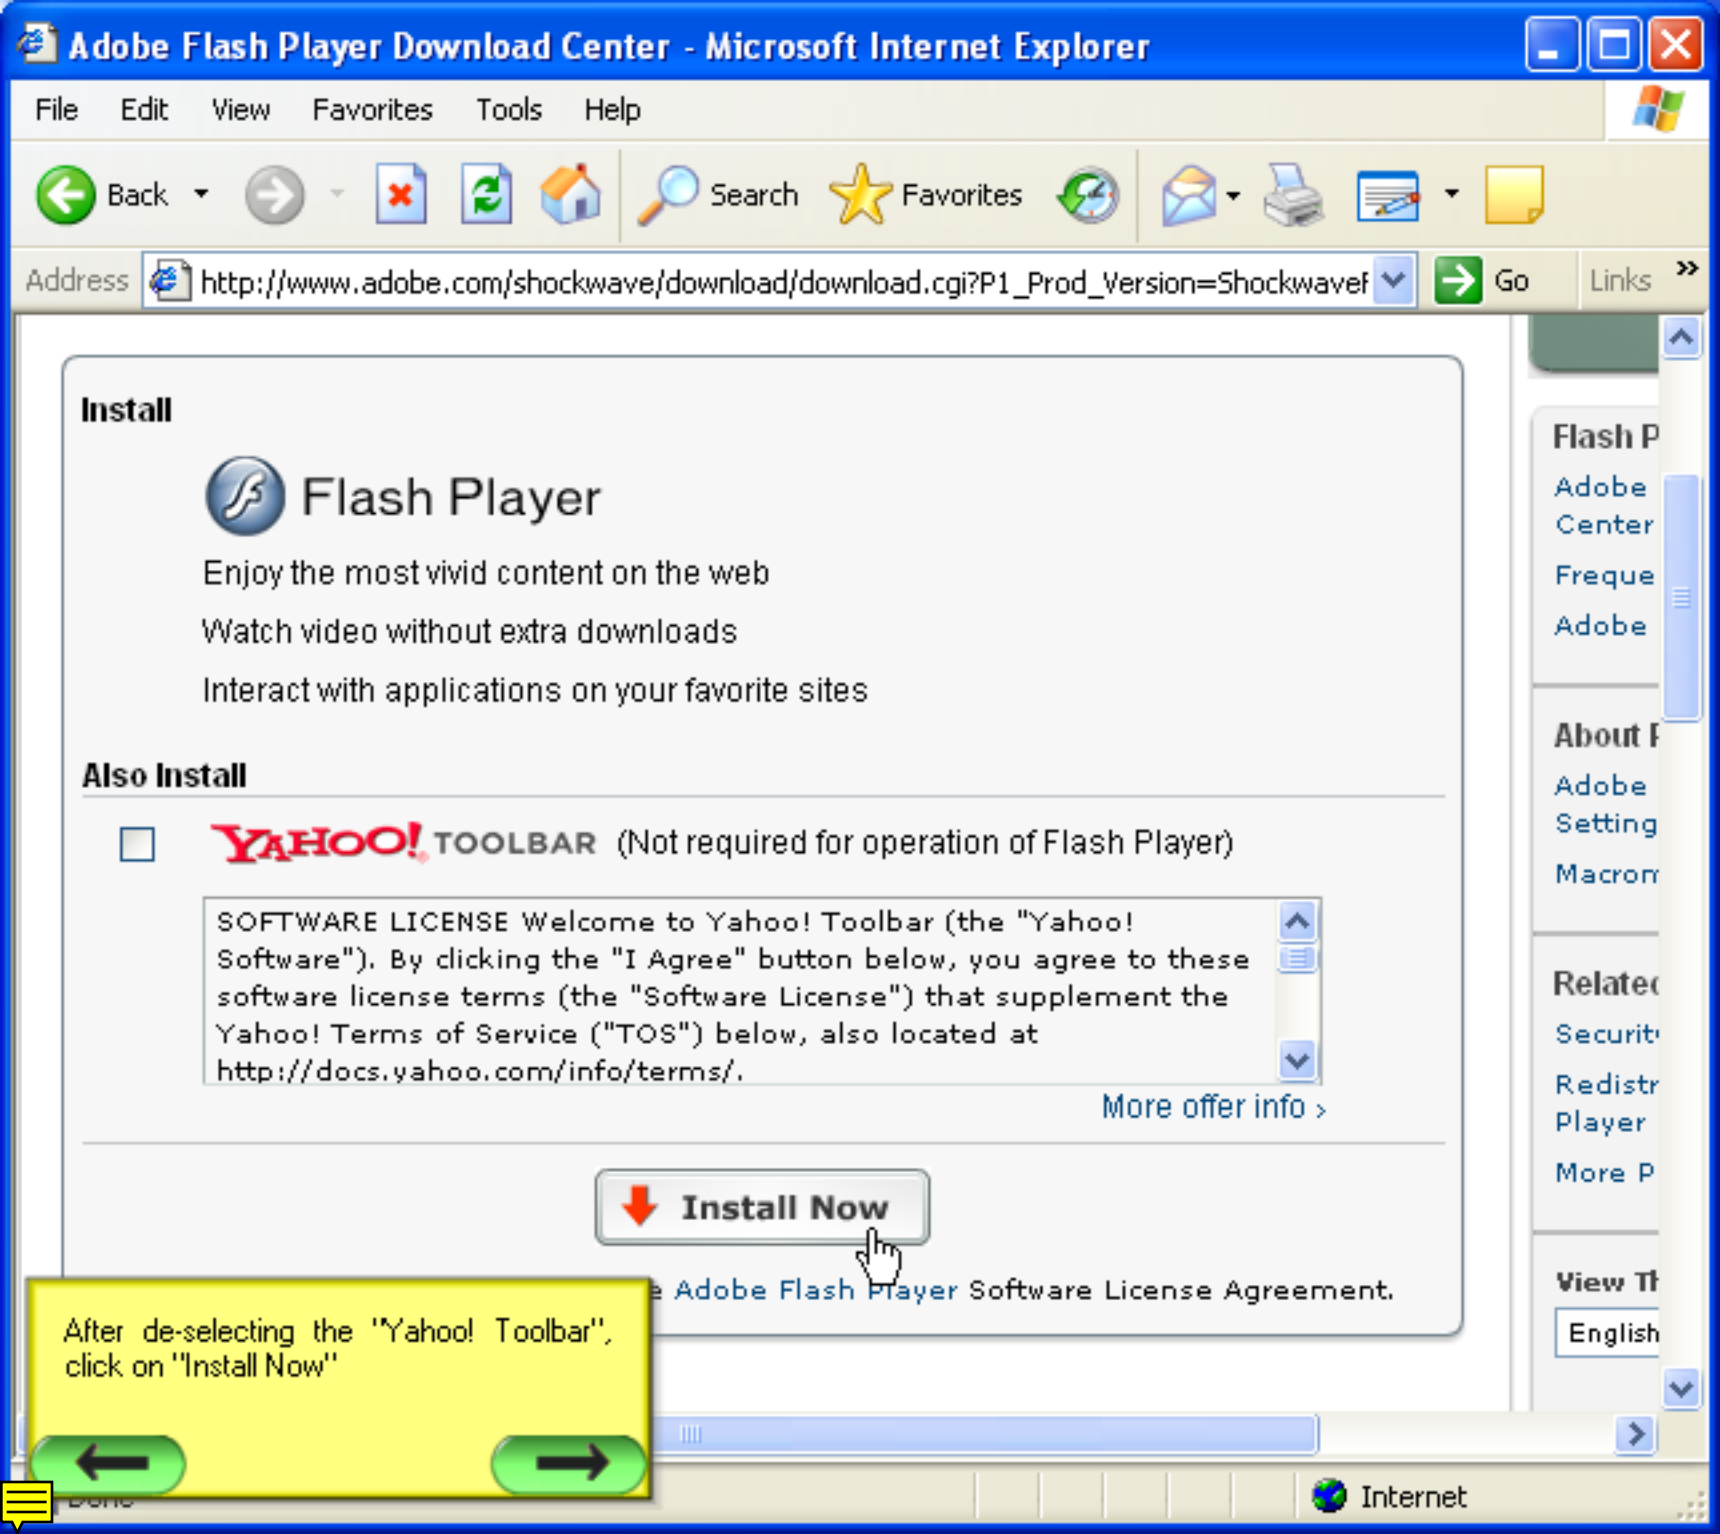 Adobe Flash Player Download Center - Microsoft Internet Explorer
File Edit View Favorites Tools Help
Back Search Favorites
Address http://www.adobe.com/shockwave/download/download.cgi?P1_Prod_Version=ShockwaveF Go Links »
Install
Flash Player
Enjoy the most vivid content on the web
Watch video without extra downloads
Interact with applications on your favorite sites
Also Install
YAHOO! TOOLBAR (Not required for operation of Flash Player)
SOFTWARE LICENSE Welcome to Yahoo! Toolbar (the "Yahoo!
Software"). By clicking the "I Agree" button below, you agree to these
software license terms (the "Software License") that supplement the
Yahoo! Terms of Service ("TOS") below, also located at
http://docs.yahoo.com/info/terms/.
More offer info ›
Install Now
Adobe Flash Player Software License Agreement.
Flash P
Adobe
Center
Freque
Adobe
About
Adobe
Setting
Macrom
Related
Securit
Redistr
Player
More P
View Th
English
After de-selecting the "Yahoo! Toolbar",
click on "Install Now"
Done
Internet